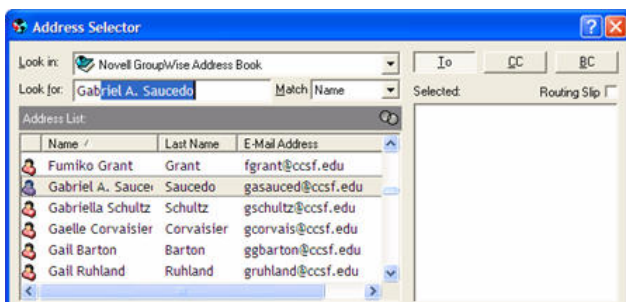 Address Selector
Look in: Novell GroupWise Address Book
To CC BC
Look for: Gabriel A. Saucedo Match Name
Selected: Routing Slip
Address List:
Name / Last Name E-Mail Address
Fumiko Grant Grant fgrant@ccsf.edu
Gabriel A. Sauce Saucedo gasauced@ccsf.edu
Gabriella Schultz Schultz gschultz@ccsf.edu
Gaelle Corvaisier Corvaisier gcorvais@ccsf.edu
Gail Barton Barton ggbarton@ccsf.edu
Gail Ruhland Ruhland gruhland@ccsf.edu